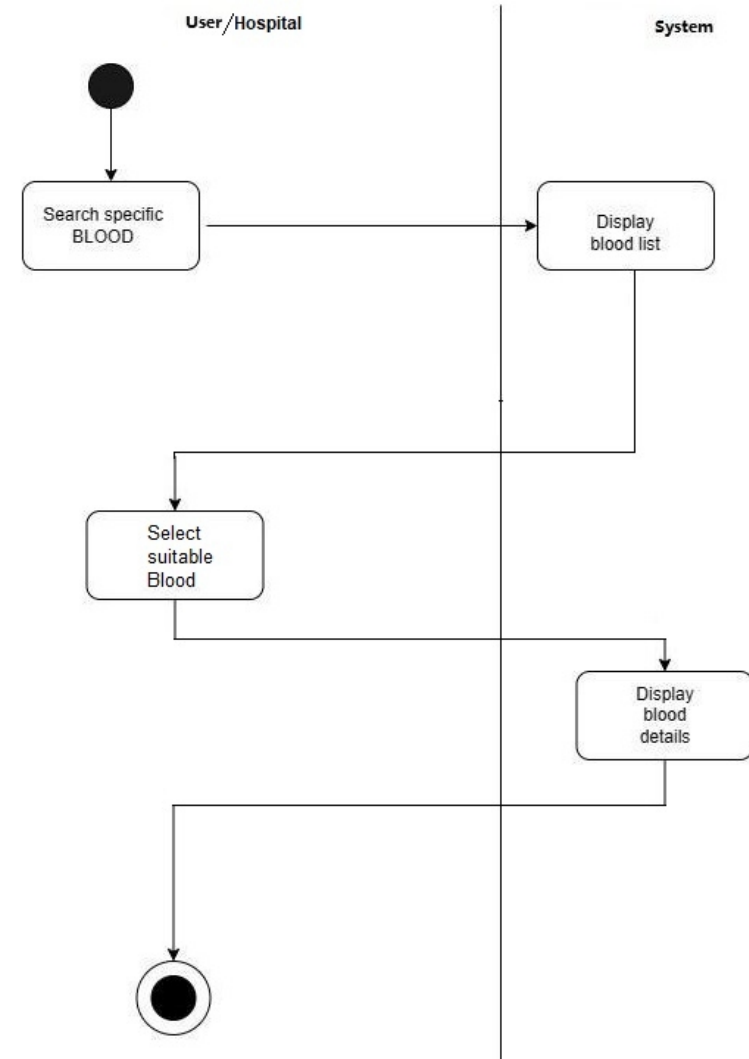 User/Hospital
System
Search specific
BLOOD
Display
blood list
Select
suitable
Blood
Display
blood
details